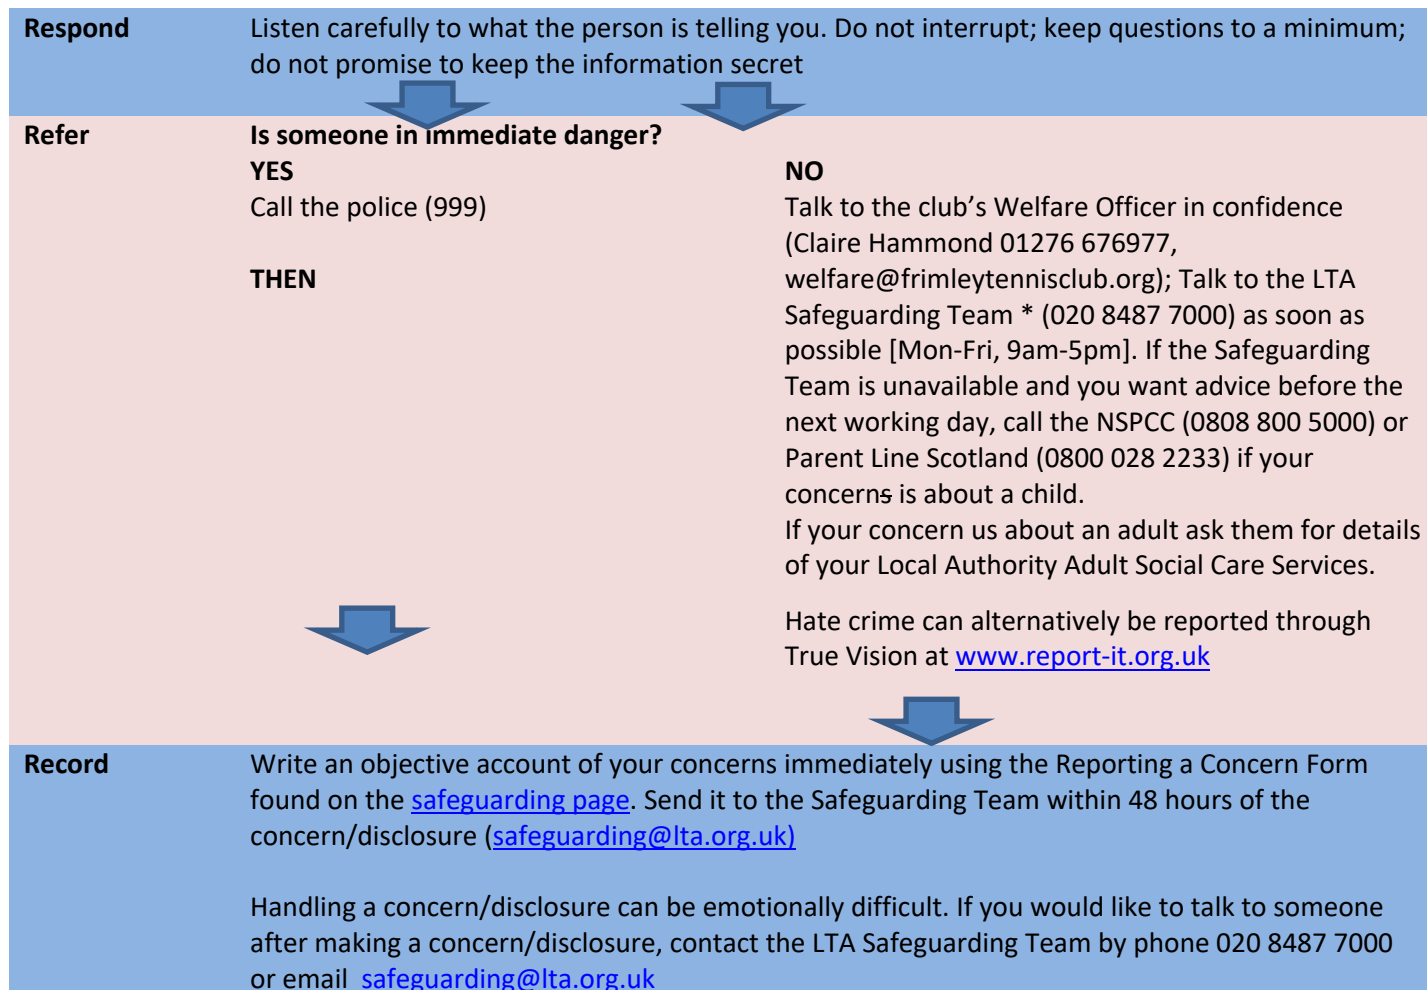 Respond
Listen carefully to what the person is telling you. Do not interrupt; keep questions to a minimum;
do not promise to keep the information secret
Refer
Is someone in immediate danger?
YES
Call the police (999)
THEN
NO
Talk to the club’s Welfare Officer in confidence
(Claire Hammond 01276 676977,
welfare@frimleytennisclub.org); Talk to the LTA
Safeguarding Team * (020 8487 7000) as soon as
possible [Mon-Fri, 9am-5pm]. If the Safeguarding
Team is unavailable and you want advice before the
next working day, call the NSPCC (0808 800 5000) or
Parent Line Scotland (0800 028 2233) if your
concerns is about a child.
If your concern us about an adult ask them for details
of your Local Authority Adult Social Care Services.
Hate crime can alternatively be reported through
True Vision at www.report-it.org.uk
Record
Write an objective account of your concerns immediately using the Reporting a Concern Form
found on the safeguarding page. Send it to the Safeguarding Team within 48 hours of the
concern/disclosure (safeguarding@lta.org.uk)
Handling a concern/disclosure can be emotionally difficult. If you would like to talk to someone
after making a concern/disclosure, contact the LTA Safeguarding Team by phone 020 8487 7000
or email  safeguarding@lta.org.uk